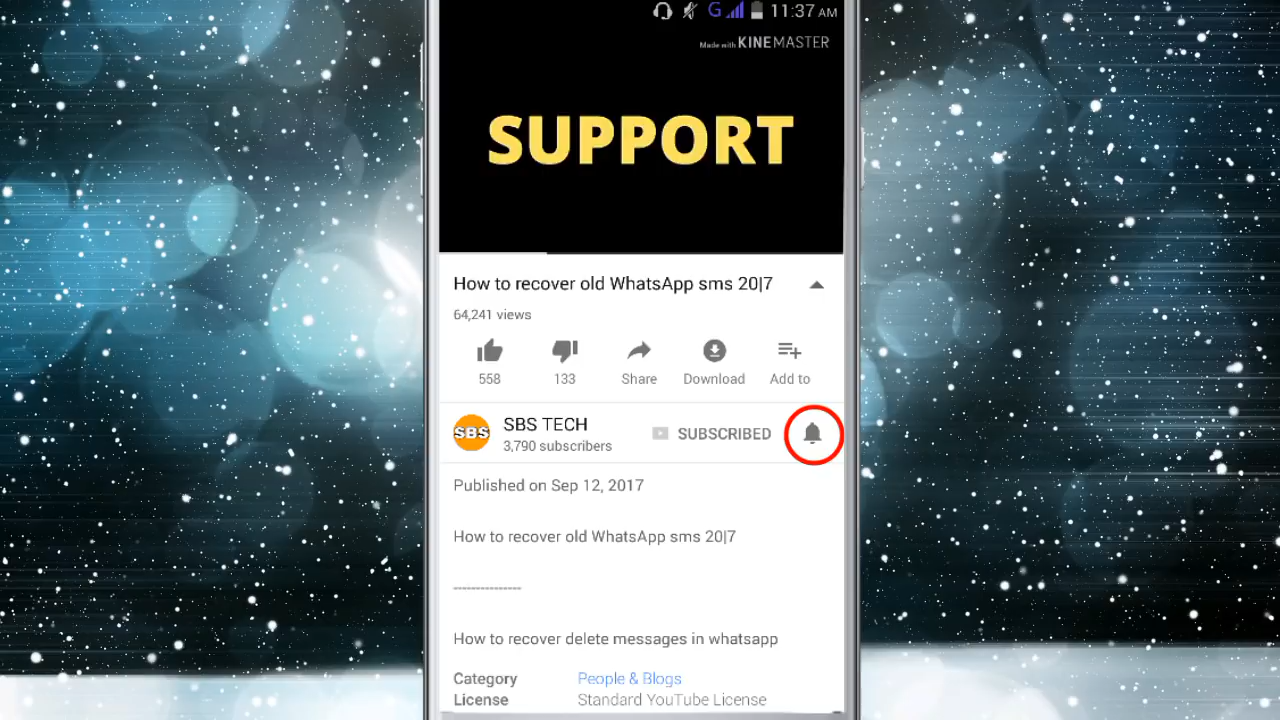 G 11:37 AM
Made with KINEMASTER
SUPPORT
How to recover old WhatsApp sms 20|7
64,241 views
558 133 Share Download Add to
SBS SBS TECH SUBSCRIBED
3,790 subscribers
Published on Sep 12, 2017
How to recover old WhatsApp sms 20|7
---------------
How to recover delete messages in whatsapp
Category People & Blogs
License Standard YouTube License